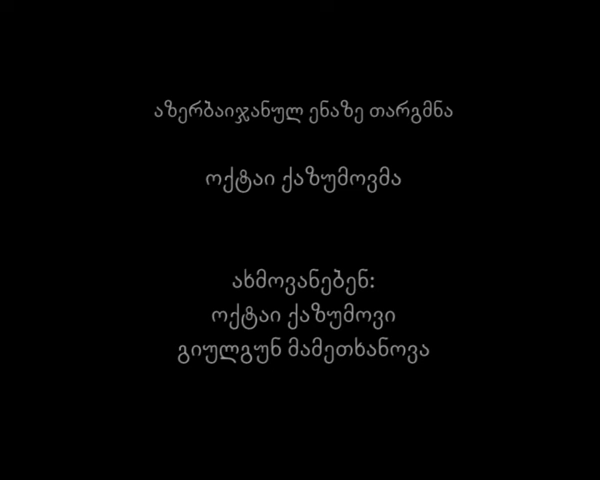 აზერბაიჯანულ ენაზე თარგმნა
ოქტაი ქაზუმოვმა
ახმოვანებენ:
ოქტაი ქაზუმოვი
გიულგუნ მამეთხანოვა